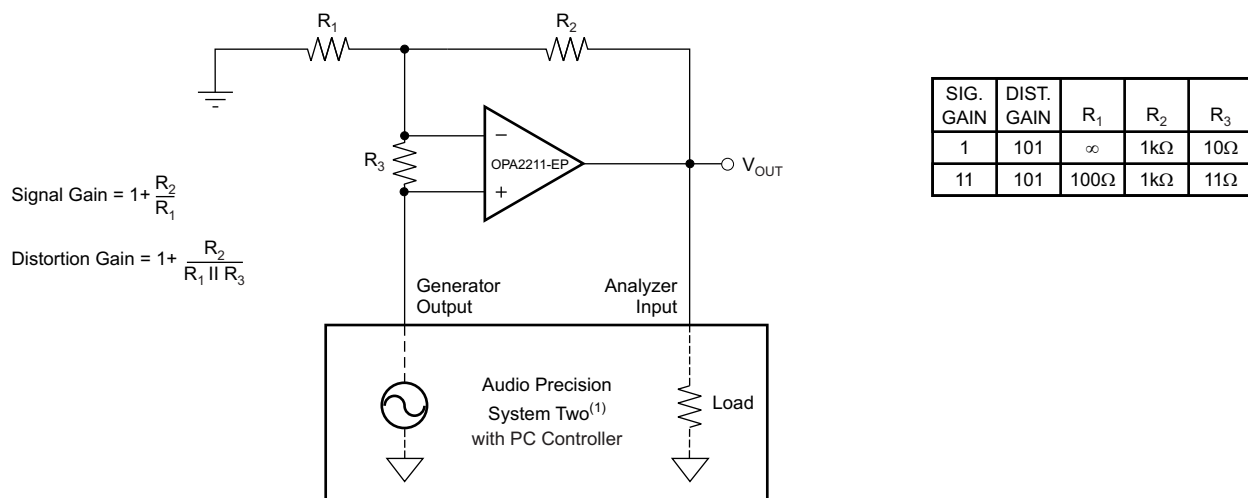 R1
R2
R3
−
+
OPA2211-EP
VOUT
Signal Gain = 1+ R2
R1
Distortion Gain = 1+ R2
R1 II R3
Generator
Output
Analyzer
Input
Audio Precision
System Two(1)
with PC Controller
Load
SIG. GAIN DIST. GAIN R1 R2 R3
1 101 ∞ 1kΩ 10Ω
11 101 100Ω 1kΩ 11Ω